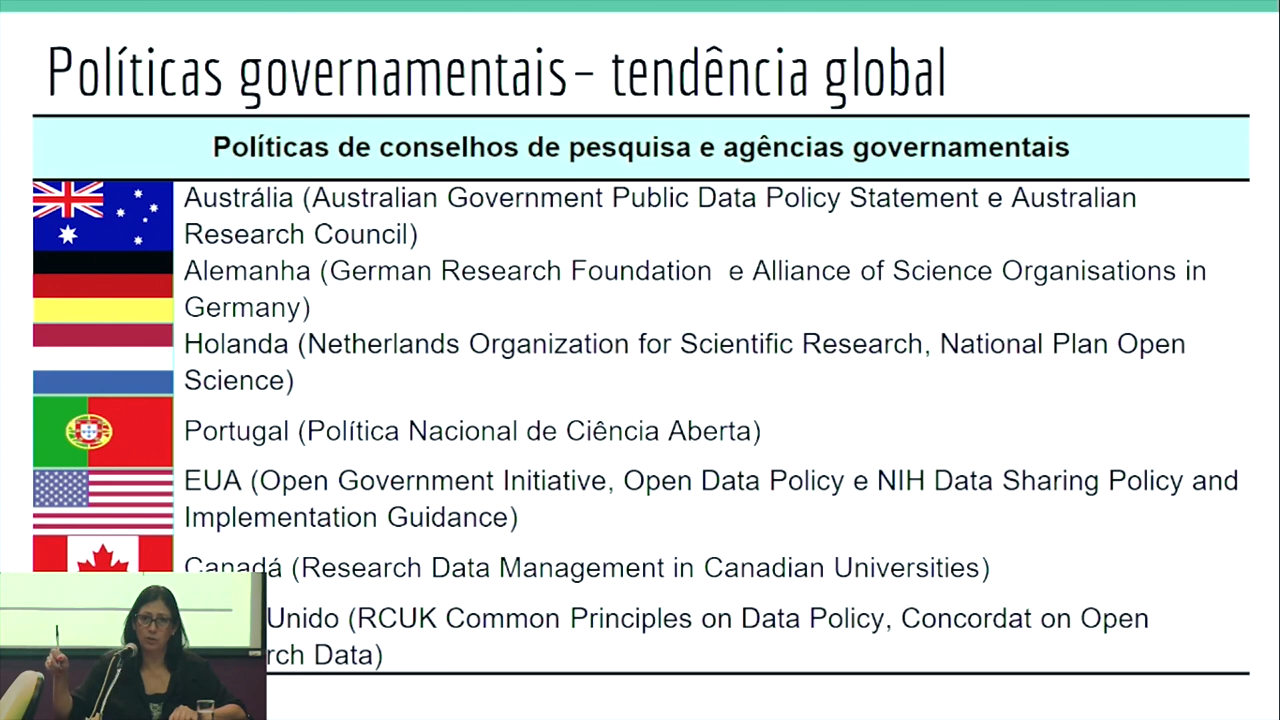 Políticas governamentais– tendência global
Políticas de conselhos de pesquisa e agências governamentais
Austrália (Australian Government Public Data Policy Statement e Australian
Research Council)
Alemanha (German Research Foundation e Alliance of Science Organisations in
Germany)
Holanda (Netherlands Organization for Scientific Research, National Plan Open
Science)
Portugal (Política Nacional de Ciência Aberta)
EUA (Open Government Initiative, Open Data Policy e NIH Data Sharing Policy and
Implementation Guidance)
Canadá (Research Data Management in Canadian Universities)
Unido (RCUK Common Principles on Data Policy, Concordat on Open
rch Data)